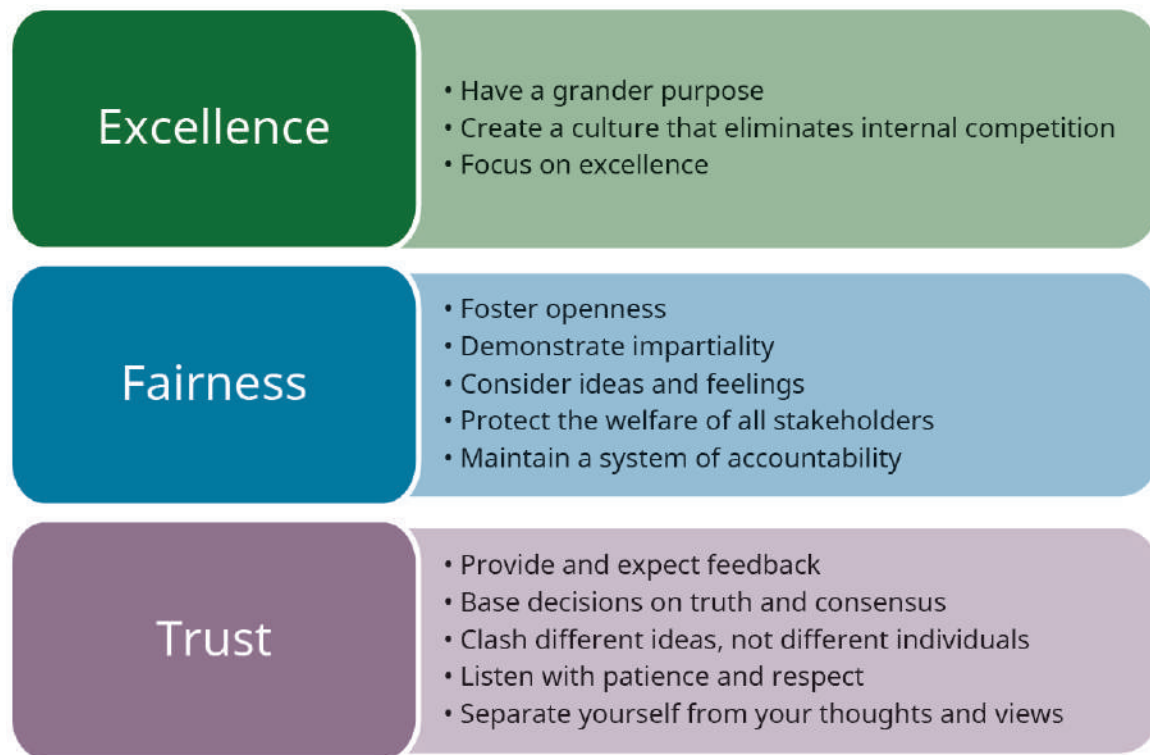 Excellence
• Have a grander purpose
• Create a culture that eliminates internal competition
• Focus on excellence
Fairness
• Foster openness
• Demonstrate impartiality
• Consider ideas and feelings
• Protect the welfare of all stakeholders
• Maintain a system of accountability
Trust
• Provide and expect feedback
• Base decisions on truth and consensus
• Clash different ideas, not different individuals
• Listen with patience and respect
• Separate yourself from your thoughts and views